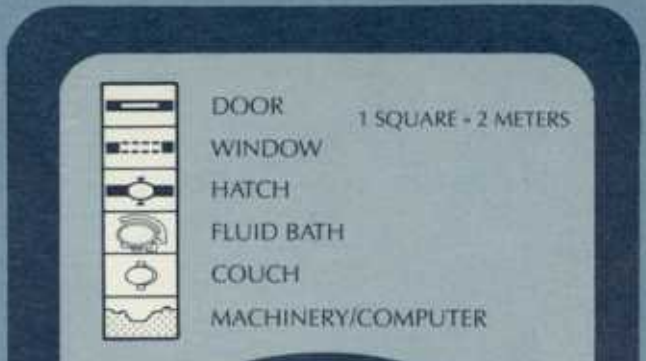 DOOR
1 SQUARE = 2 METERS
WINDOW
HATCH
FLUID BATH
COUCH
MACHINERY/COMPUTER